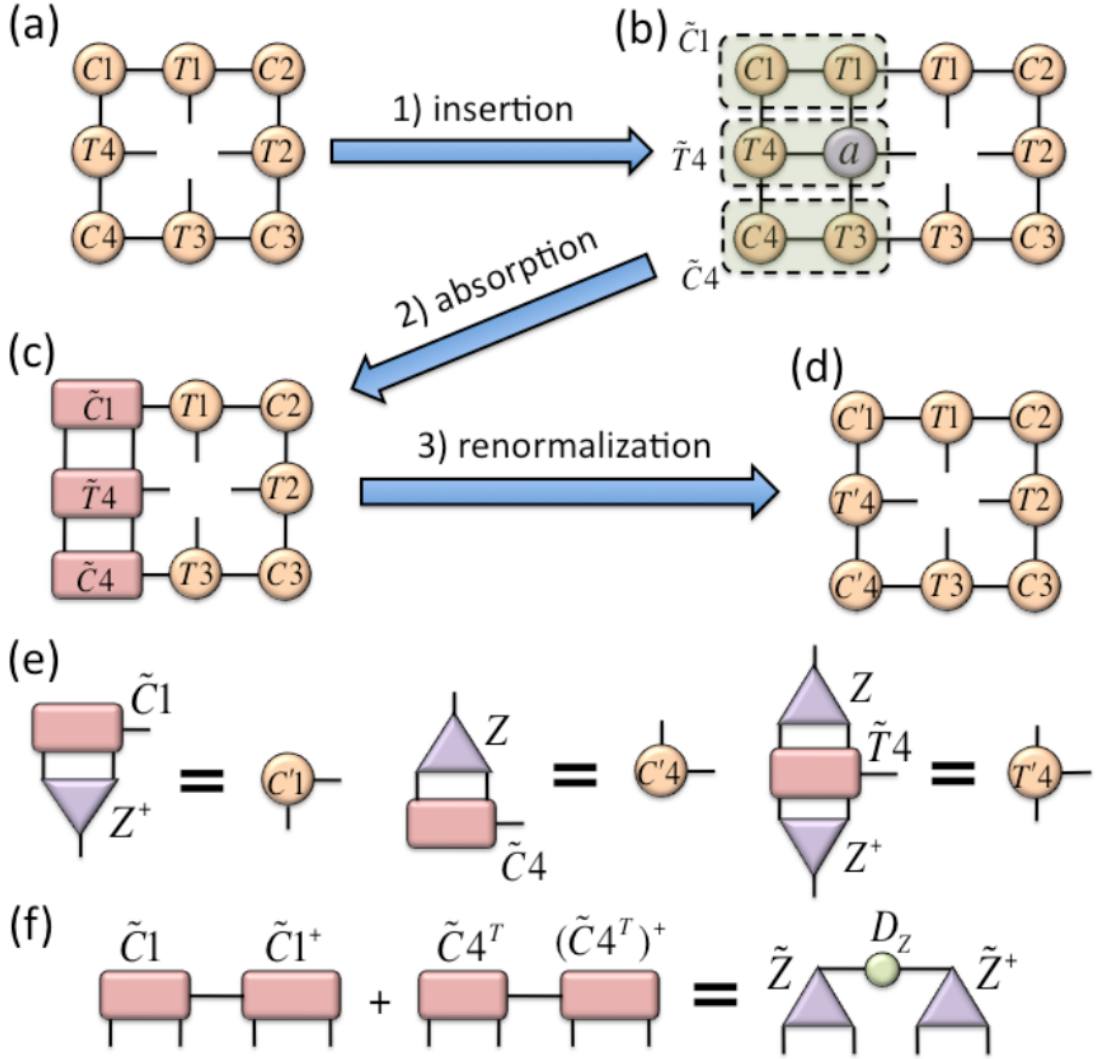 (a)
C1 T1 C2
T4 T2
C4 T3 C3
1) insertion
(b)
C̃1
C1 T1 T1 C2
T̃4
T4 a T2
C4 T3 T3 C3
C̃4
2) absorption
(c)
C̃1 T1 C2
T̃4 T2
C̃4 T3 C3
3) renormalization
(d)
C'1 T1 C2
T'4 T2
C'4 T3 C3
(e)
C̃1
Z⁺
= C'1
Z
C̃4
= C'4
Z
T̃4
Z⁺
= T'4
(f)
C̃1 C̃1⁺ + C̃4ᵀ (C̃4ᵀ)⁺ = Z̃ D_Z Z̃⁺